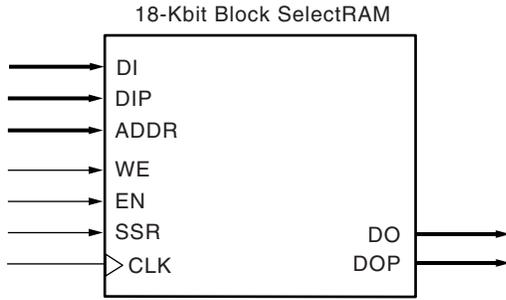 18-Kbit Block SelectRAM
DI
DIP
ADDR
WE
EN
SSR
CLK
DO
DOP